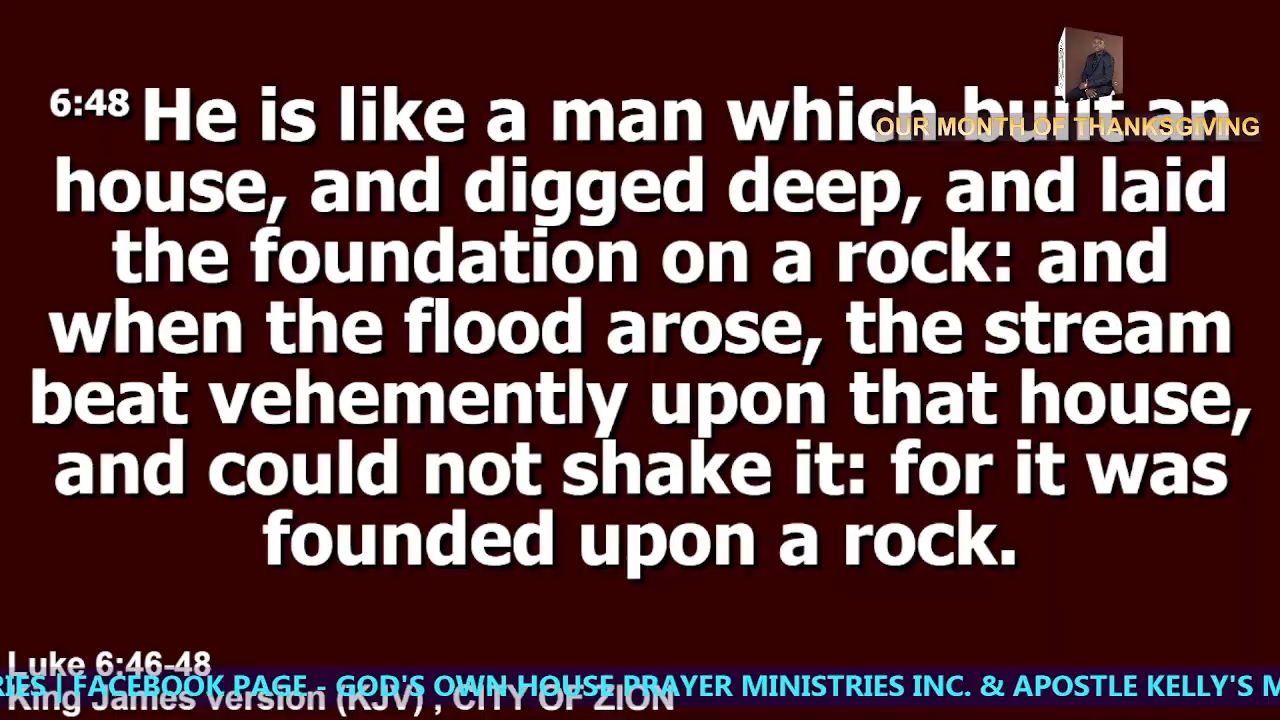 6:48 He is like a man which built an
OUR MONTH OF THANKSGIVING
house, and digged deep, and laid
the foundation on a rock: and
when the flood arose, the stream
beat vehemently upon that house,
and could not shake it: for it was
founded upon a rock.
Luke 6:46-48
RIES | FACEBOOK PAGE - GOD'S OWN HOUSE PRAYER MINISTRIES INC. & APOSTLE KELLY'S M
King James Version (KJV) , CITY OF ZION